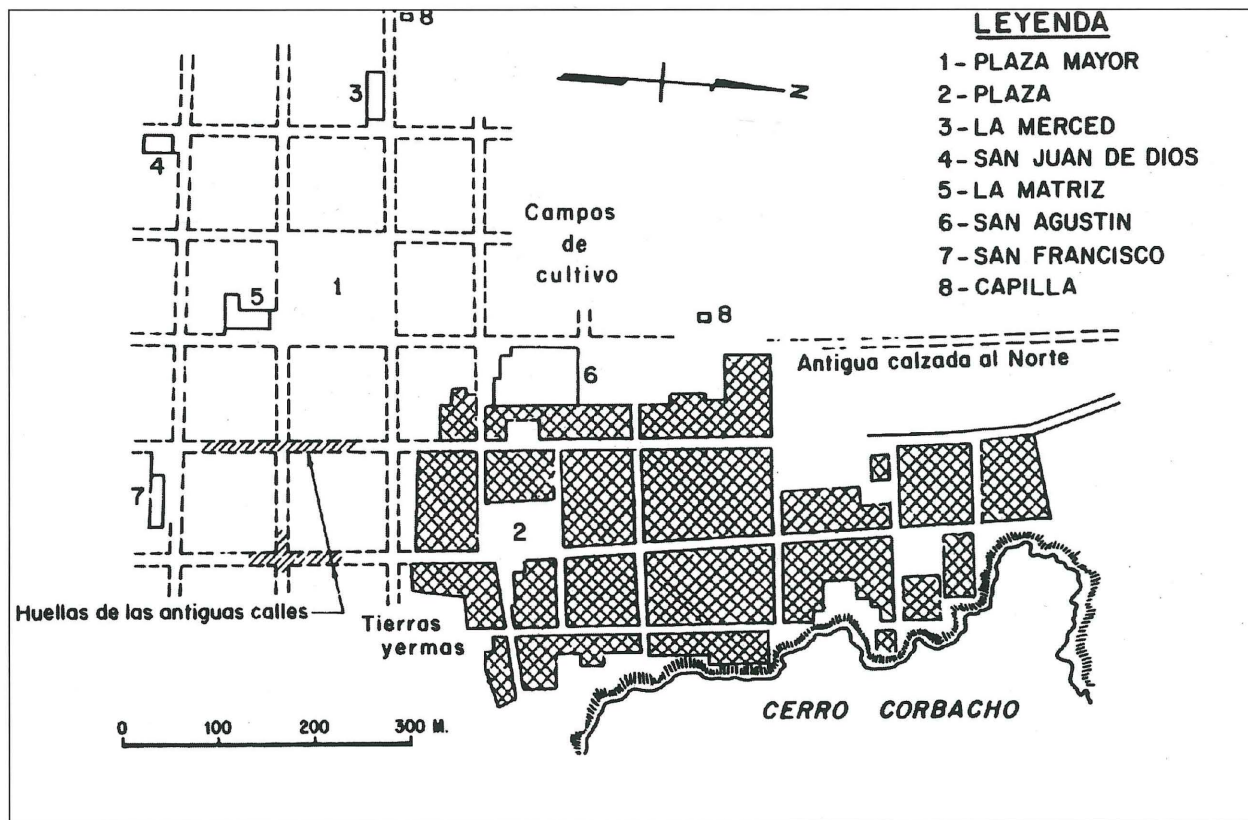 LEYENDA
1- PLAZA MAYOR
2- PLAZA
3- LA MERCED
4- SAN JUAN DE DIOS
5- LA MATRIZ
6- SAN AGUSTIN
7- SAN FRANCISCO
8- CAPILLA
8
3
4
N
Campos
de
cultivo
5
1
8
Antigua calzada al Norte
6
7
2
Huellas de las antiguas calles
Tierras
yermas
CERRO CORBACHO
0 100 200 300 M.